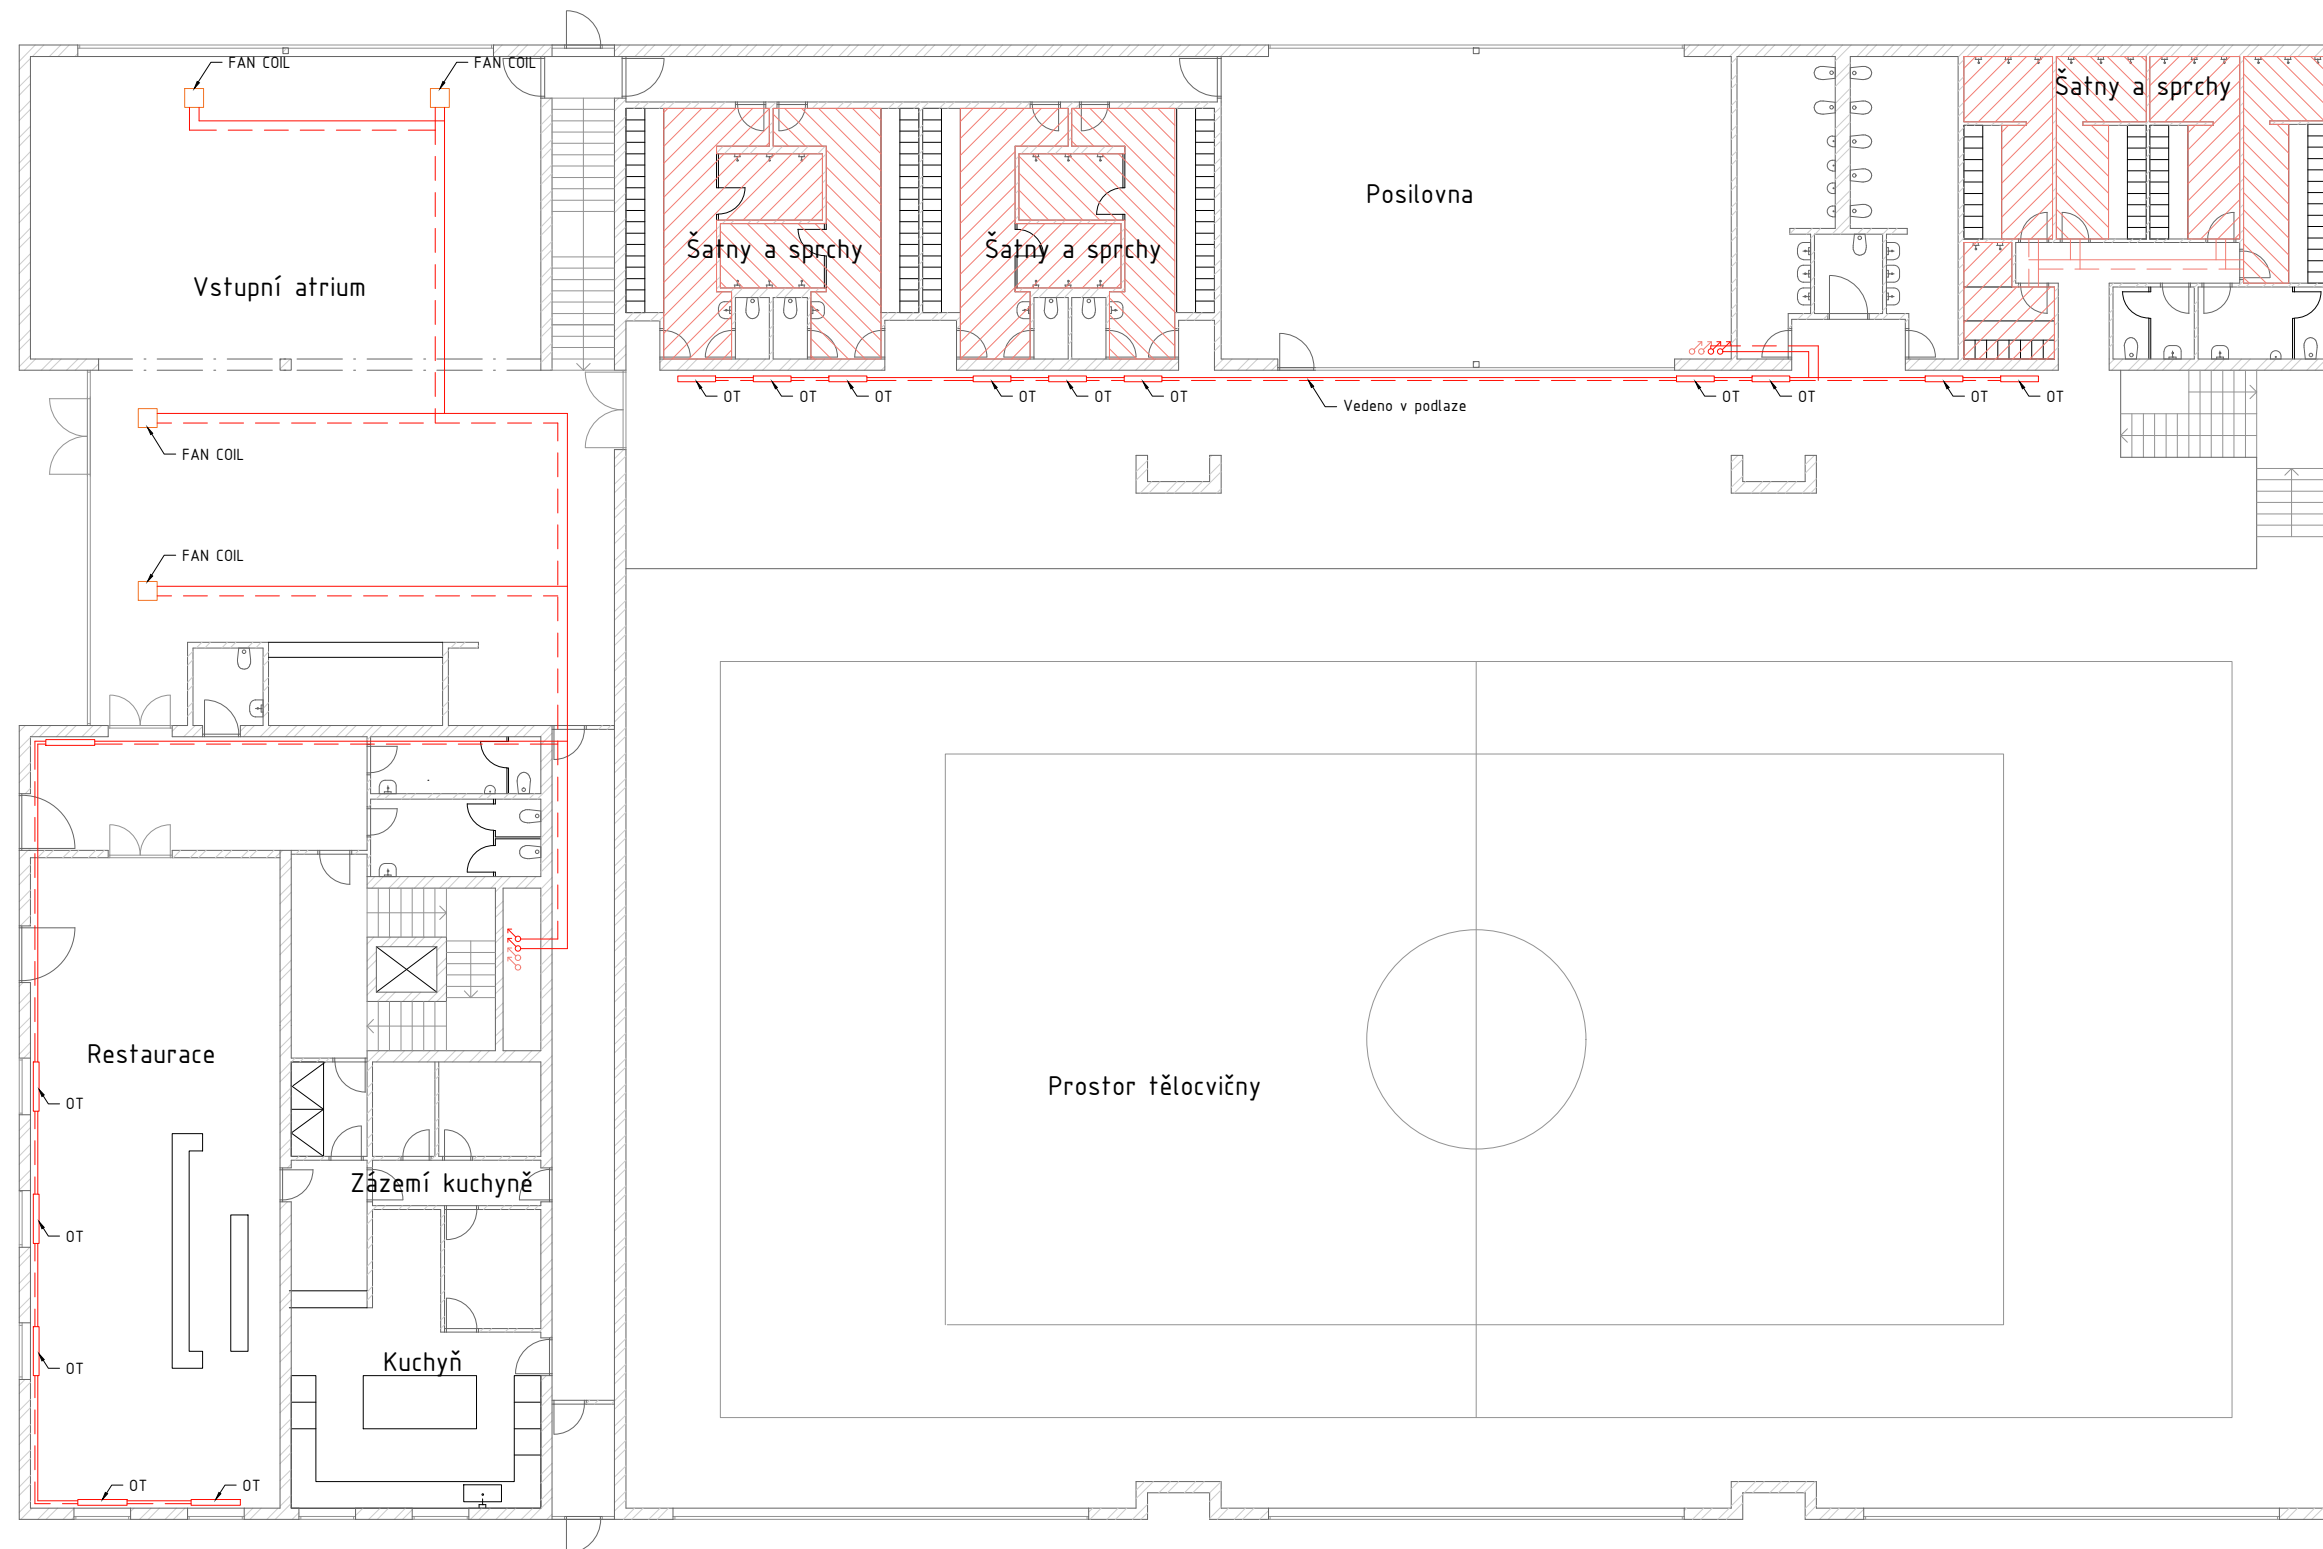 FAN COIL
FAN COIL
Šatny a sprchy
Posilovna
Šatny a sprchy
Šatny a sprchy
Vstupní atrium
OT
OT
OT
OT
OT
OT
Vedeno v podlaze
OT
OT
OT
OT
FAN COIL
FAN COIL
Restaurace
Prostor tělocvičny
OT
Zázemí kuchyně
OT
Kuchyň
OT
OT
OT